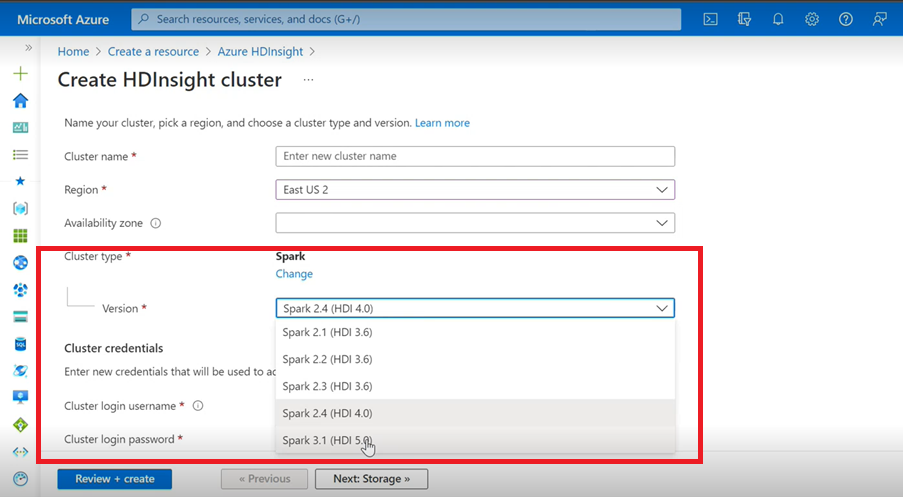 Microsoft Azure
Search resources, services, and docs (G+/)
Home > Create a resource > Azure HDInsight >
Create HDInsight cluster ...
Name your cluster, pick a region, and choose a cluster type and version. Learn more
Cluster name *
Enter new cluster name
Region *
East US 2
Availability zone
Cluster type *
Spark
Change
Version *
Spark 2.4 (HDI 4.0)
Spark 2.1 (HDI 3.6)
Spark 2.2 (HDI 3.6)
Spark 2.3 (HDI 3.6)
Spark 2.4 (HDI 4.0)
Spark 3.1 (HDI 5.0)
Cluster credentials
Enter new credentials that will be used to
Cluster login username *
Cluster login password *
Review + create
« Previous
Next: Storage »